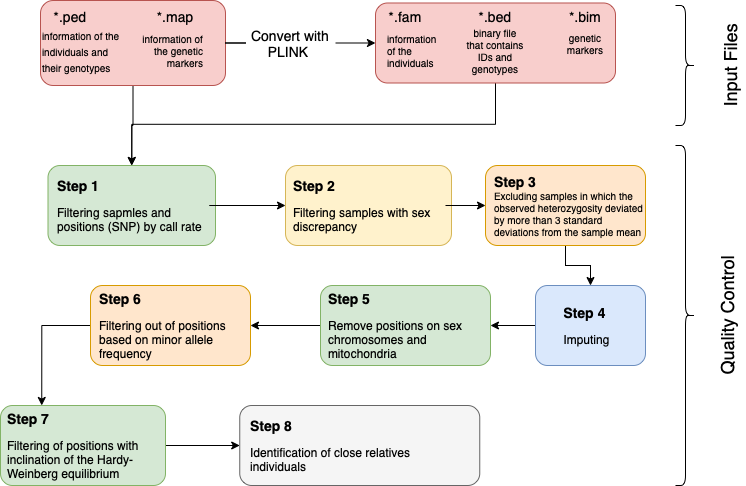 *.ped
information of the
individuals and
their genotypes
*.map
information of
the genetic
markers
Convert with
PLINK
*.fam
information
of the
individuals
*.bed
binary file
that contains
IDs and
genotypes
*.bim
genetic
markers
Input Files
Step 1
Filtering sapmles and
positions (SNP) by call rate
Step 2
Filtering samples with sex
discrepancy
Step 3
Excluding samples in which the
observed heterozygosity deviated
by more than 3 standard
deviations from the sample mean
Step 4
Imputing
Step 5
Remove positions on sex
chromosomes and
mitochondria
Step 6
Filtering out of positions
based on minor allele
frequency
Step 7
Filtering of positions with
inclination of the Hardy-
Weinberg equilibrium
Step 8
Identification of close relatives
individuals
Quality Control